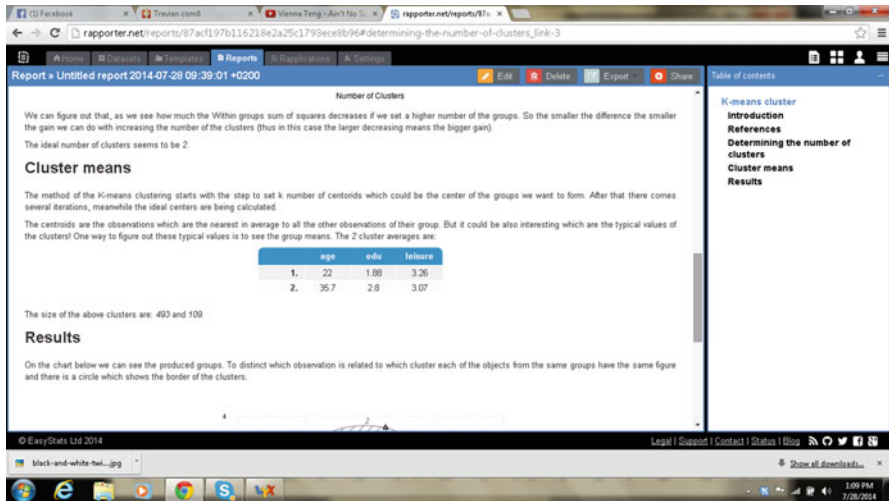 (1) Facebook
Trevian com8
Vienna Teng - Ain't No Su
rapporter.net/reports/87a
rapporter.net/reports/87acf197b116218e2a25c1793ece8b96#determining-the-number-of-clusters_link-3
Home Datasets Templates Reports Rapplications Settings
Report » Untitled report 2014-07-28 09:39:01 +0200
Edit Delete Export Share
Table of contents
Number of Clusters
We can figure out that, as we see how much the Within groups sum of squares decreases if we set a higher number of the groups. So the smaller the difference the smaller
the gain we can do with increasing the number of the clusters (thus in this case the larger decreasing means the bigger gain).
The ideal number of clusters seems to be 2.
Cluster means
The method of the K-means clustering starts with the step to set k number of centorids which could be the center of the groups we want to form. After that there comes
several iterations, meanwhile the ideal centers are being calculated.
The centroids are the observations which are the nearest in average to all the other observations of their group. But it could be also interesting which are the typical values of
the clusters! One way to figure out these typical values is to see the group means. The 2 cluster averages are:
age edu leisure
1. 22 1.88 3.26
2. 35.7 2.8 3.07
The size of the above clusters are: 493 and 109.
Results
On the chart below we can see the produced groups. To distinct which observation is related to which cluster each of the objects from the same groups have the same figure
and there is a circle which shows the border of the clusters.
4
2
K-means cluster
Introduction
References
Determining the number of
clusters
Cluster means
Results
© EasyStats Ltd 2014
Legal | Support | Contact | Status | Blog
black-and-white-twi....jpg
Show all downloads...
1:09 PM
7/28/2014